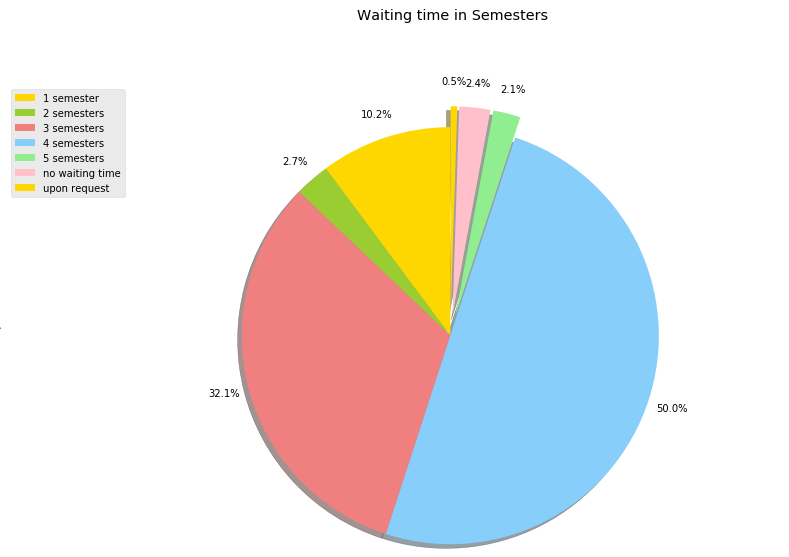 Waiting time in Semesters
1 semester
2 semesters
3 semesters
4 semesters
5 semesters
no waiting time
upon request
0.5%
2.4%
2.1%
10.2%
2.7%
32.1%
50.0%